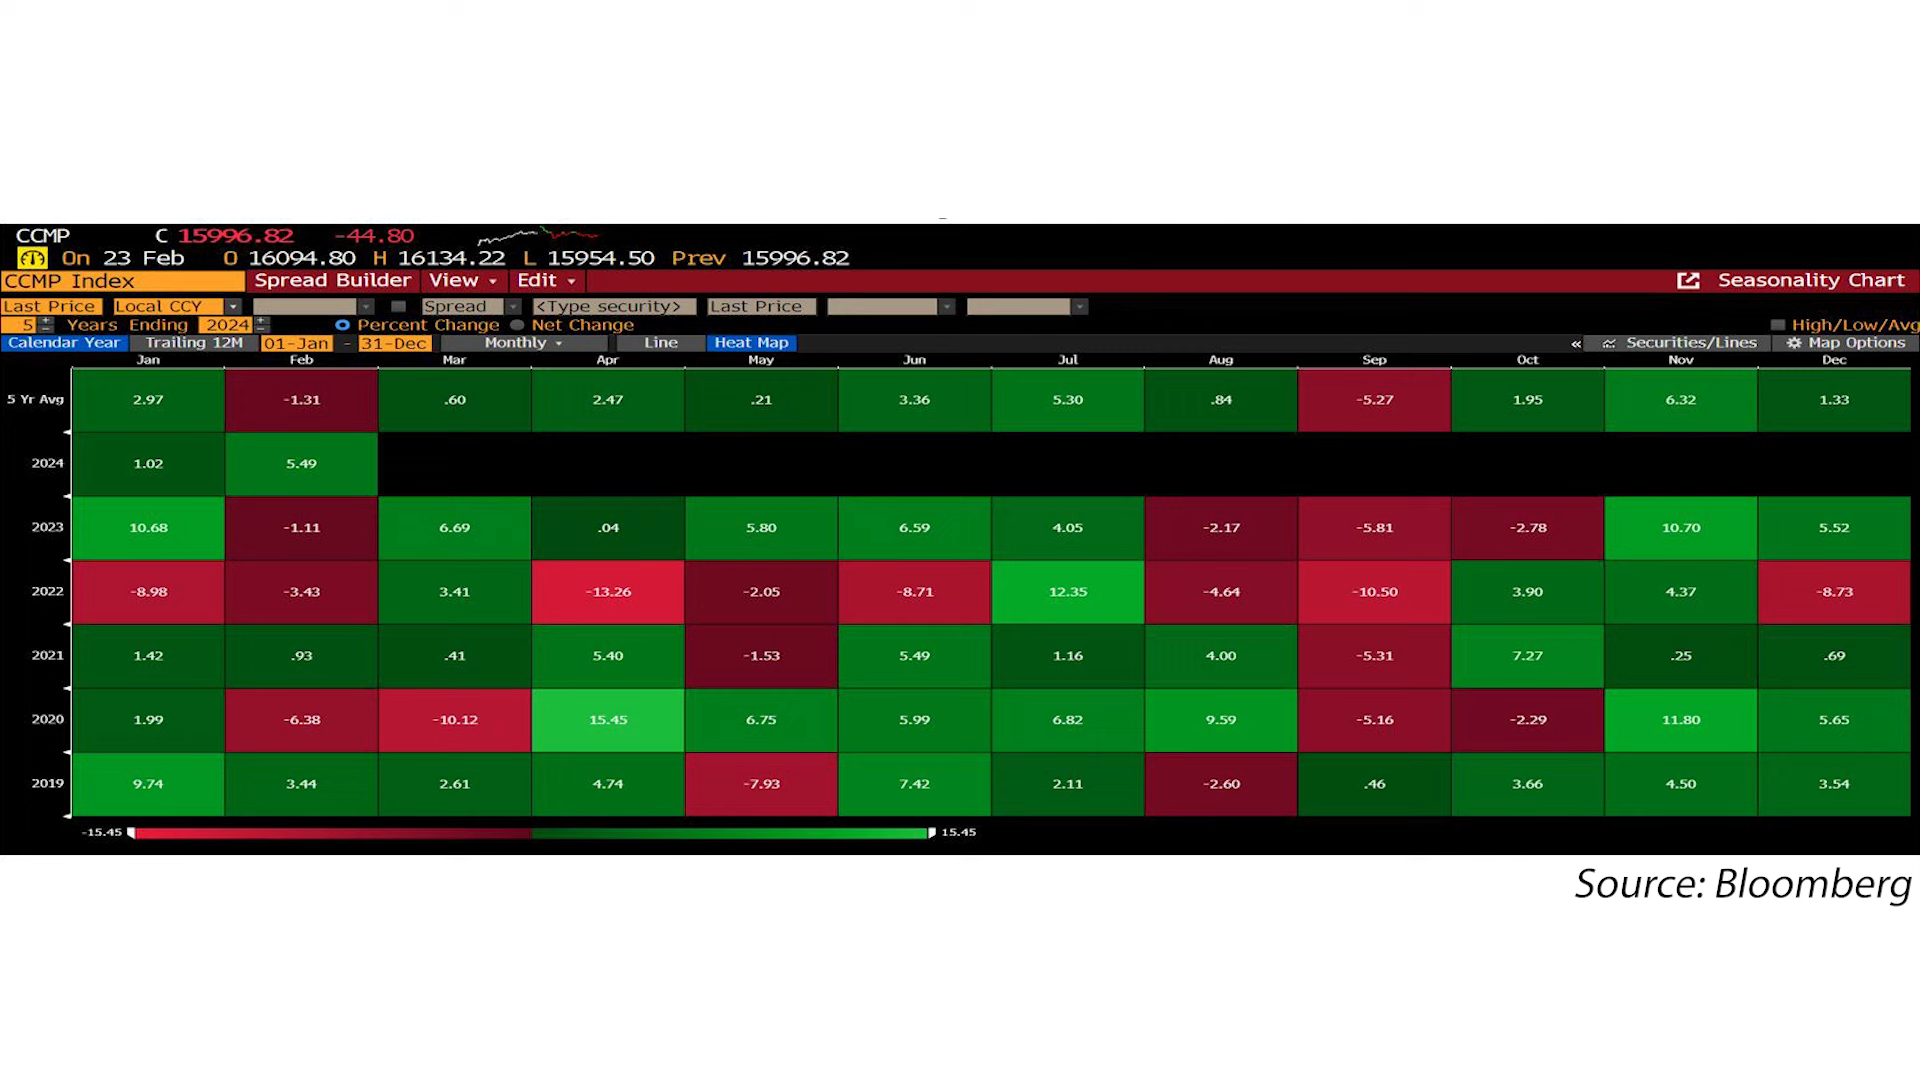 CCMP C 15996.82 -44.80
On 23 Feb O 16094.80 H 16134.22 L 15954.50 Prev 15996.82
CCMP Index Spread Builder View Edit Seasonality Chart
Last Price Local CCY Spread <Type security> Last Price
5 Years Ending 2024 Percent Change Net Change High/Low/Avg
Calendar Year Trailing 12M 01-Jan - 31-Dec Monthly Line Heat Map « Securities/Lines Map Options
Jan Feb Mar Apr May Jun Jul Aug Sep Oct Nov Dec
5 Yr Avg 2.97 -1.31 .60 2.47 .21 3.36 5.30 .84 -5.27 1.95 6.32 1.33
2024 1.02 5.49
2023 10.68 -1.11 6.69 .04 5.80 6.59 4.05 -2.17 -5.81 -2.78 10.70 5.52
2022 -8.98 -3.43 3.41 -13.26 -2.05 -8.71 12.35 -4.64 -10.50 3.90 4.37 -8.73
2021 1.42 .93 .41 5.40 -1.53 5.49 1.16 4.00 -5.31 7.27 .25 .69
2020 1.99 -6.38 -10.12 15.45 6.75 5.99 6.82 9.59 -5.16 -2.29 11.80 5.65
2019 9.74 3.44 2.61 4.74 -7.93 7.42 2.11 -2.60 .46 3.66 4.50 3.54
-15.45 15.45
Source: Bloomberg